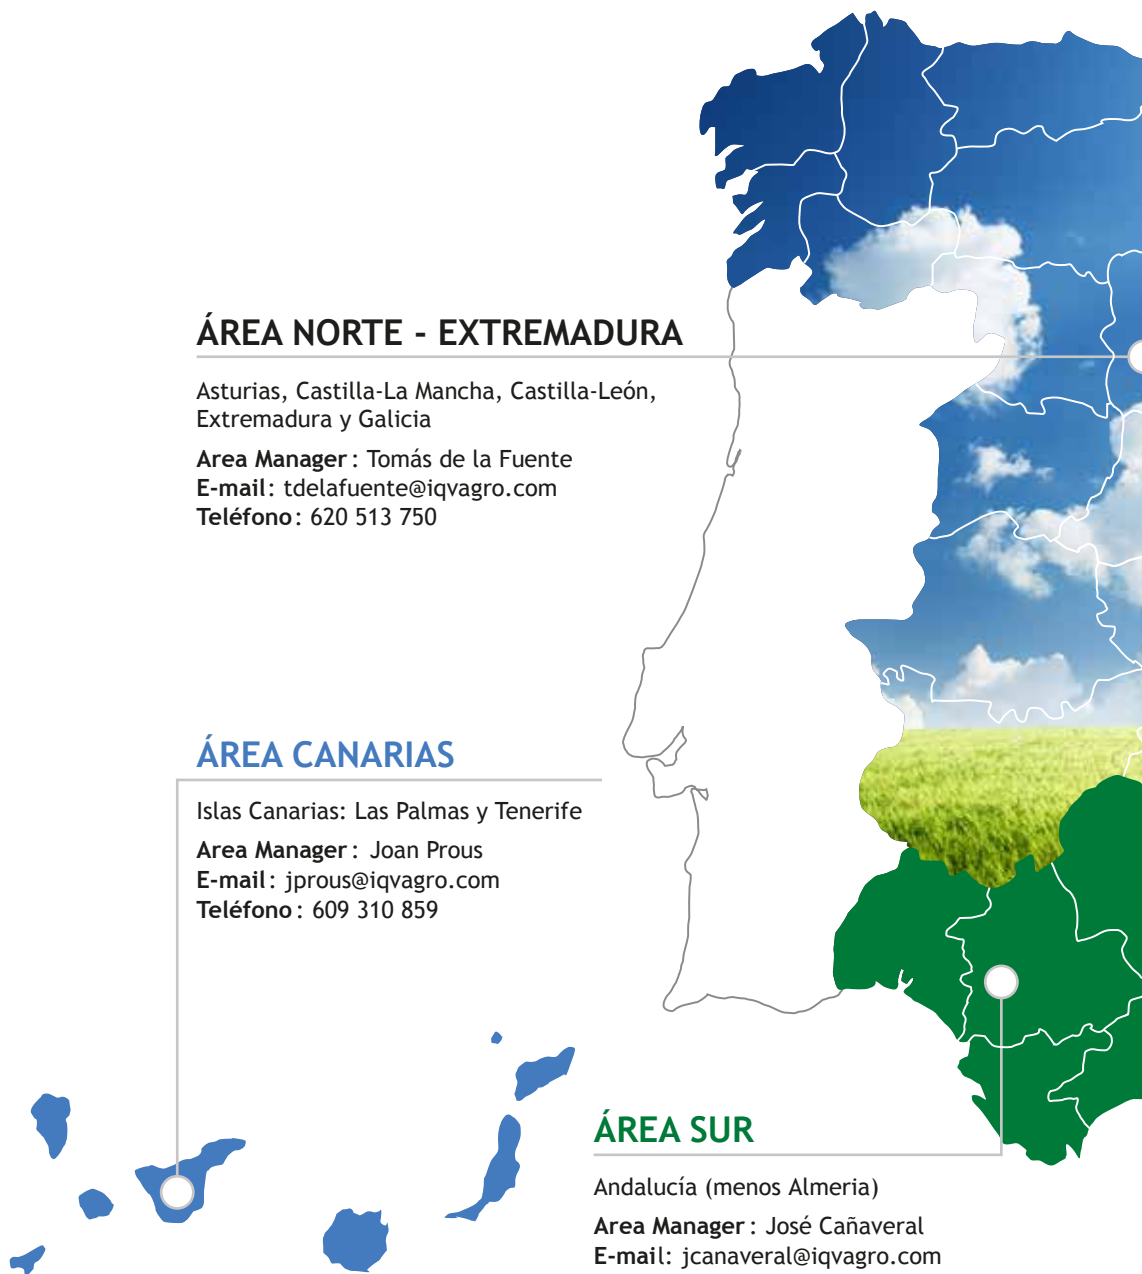 ÁREA NORTE - EXTREMADURA
Asturias, Castilla-La Mancha, Castilla-León,
Extremadura y Galicia
Area Manager: Tomás de la Fuente
E-mail: tdelafuente@iqvagro.com
Teléfono: 620 513 750
ÁREA CANARIAS
Islas Canarias: Las Palmas y Tenerife
Area Manager: Joan Prous
E-mail: jprous@iqvagro.com
Teléfono: 609 310 859
ÁREA SUR
Andalucía (menos Almeria)
Area Manager: José Cañaveral
E-mail: jcanaveral@iqvagro.com